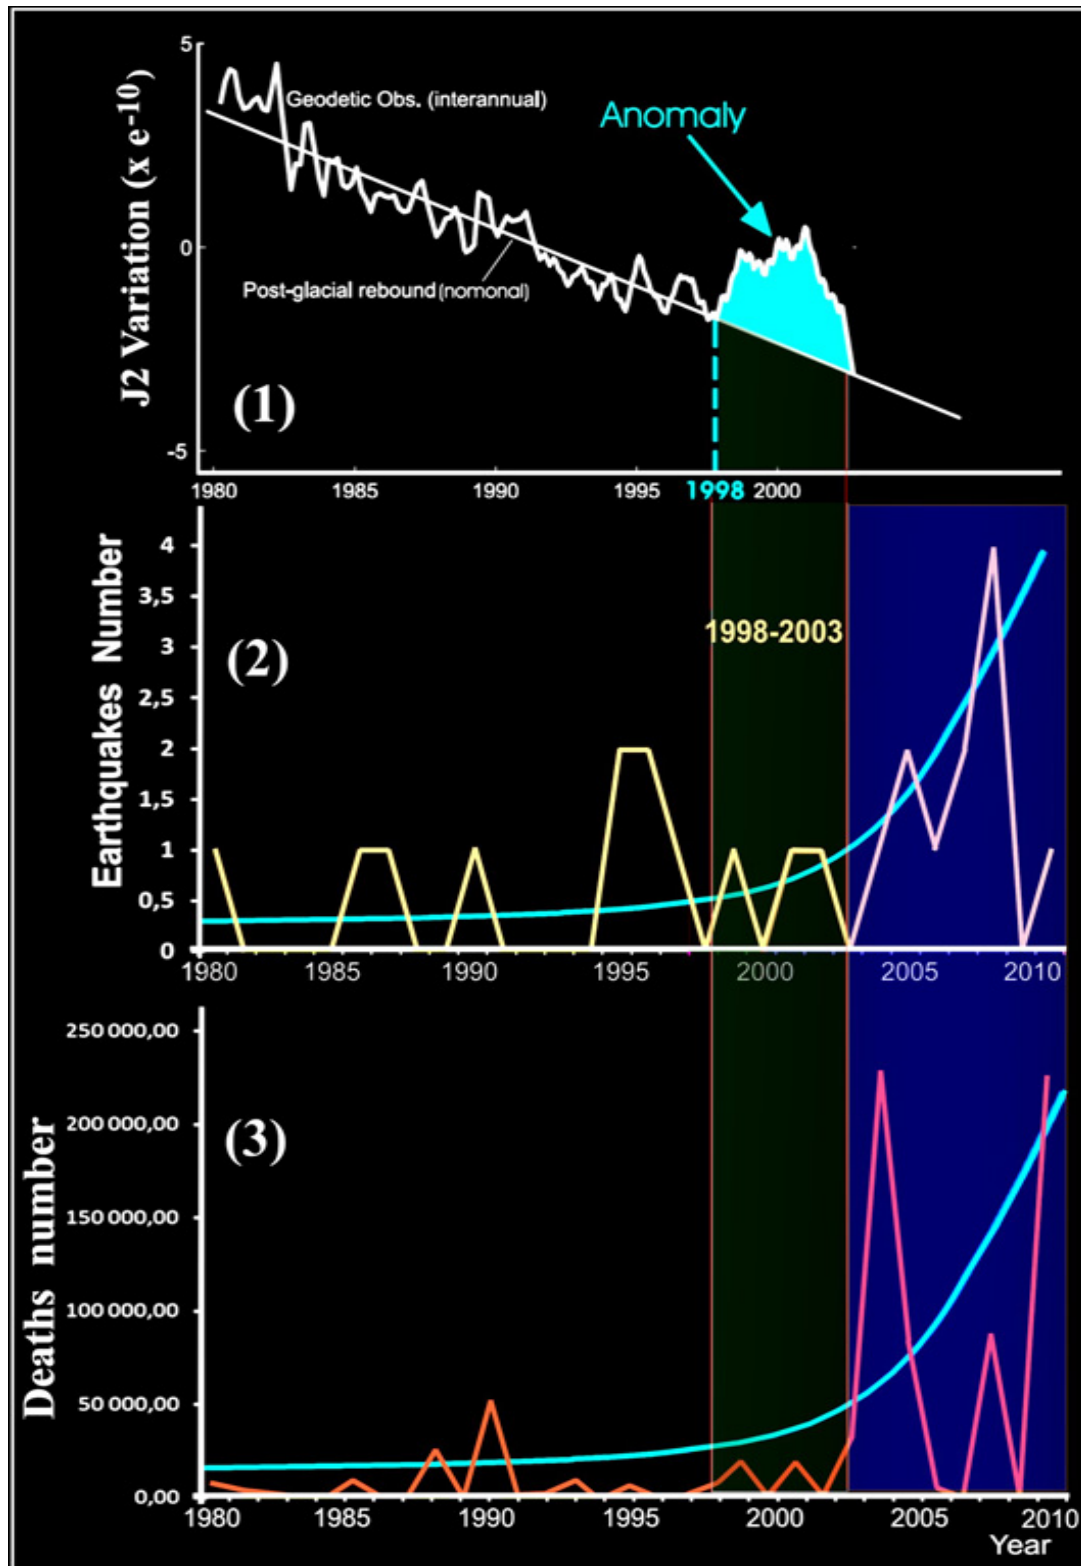 J2 Variation (x e-10)
5
0
-5
Geodetic Obs. (interannual)
Anomaly
Post-glacial rebound (nomonal)
(1)
1980 1985 1990 1995 1998 2000
Earthquakes Number
4
3,5
3
2,5
2
1,5
1
0,5
0
(2)
1998-2003
1980 1985 1990 1995 2000 2005 2010
Deaths number
250 000,00
200 000,00
150 000,00
100 000,00
50 000,00
0,00
(3)
1980 1985 1990 1995 2000 2005 2010
Year